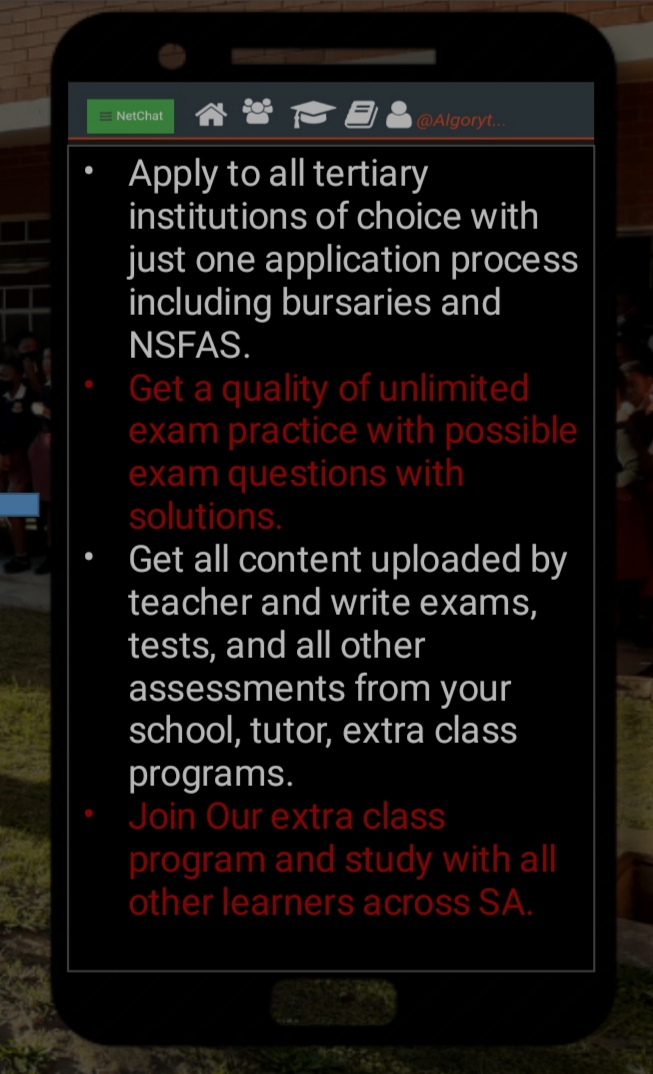 NetChat
@Algoryt...
• Apply to all tertiary
institutions of choice with
just one application process
including bursaries and
NSFAS.
• Get a quality of unlimited
exam practice with possible
exam questions with
solutions.
• Get all content uploaded by
teacher and write exams,
tests, and all other
assessments from your
school, tutor, extra class
programs.
• Join Our extra class
program and study with all
other learners across SA.